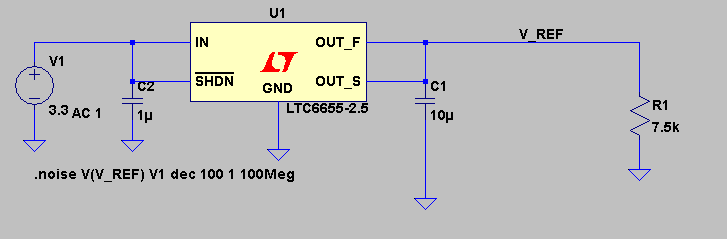 U1
V_REF
IN
OUT_F
V1
SHDN
OUT_S
C2
C1
GND
3.3
AC 1
1µ
LTC6655-2.5
10µ
R1
7.5k
.noise V(V_REF) V1 dec 100 1 100Meg